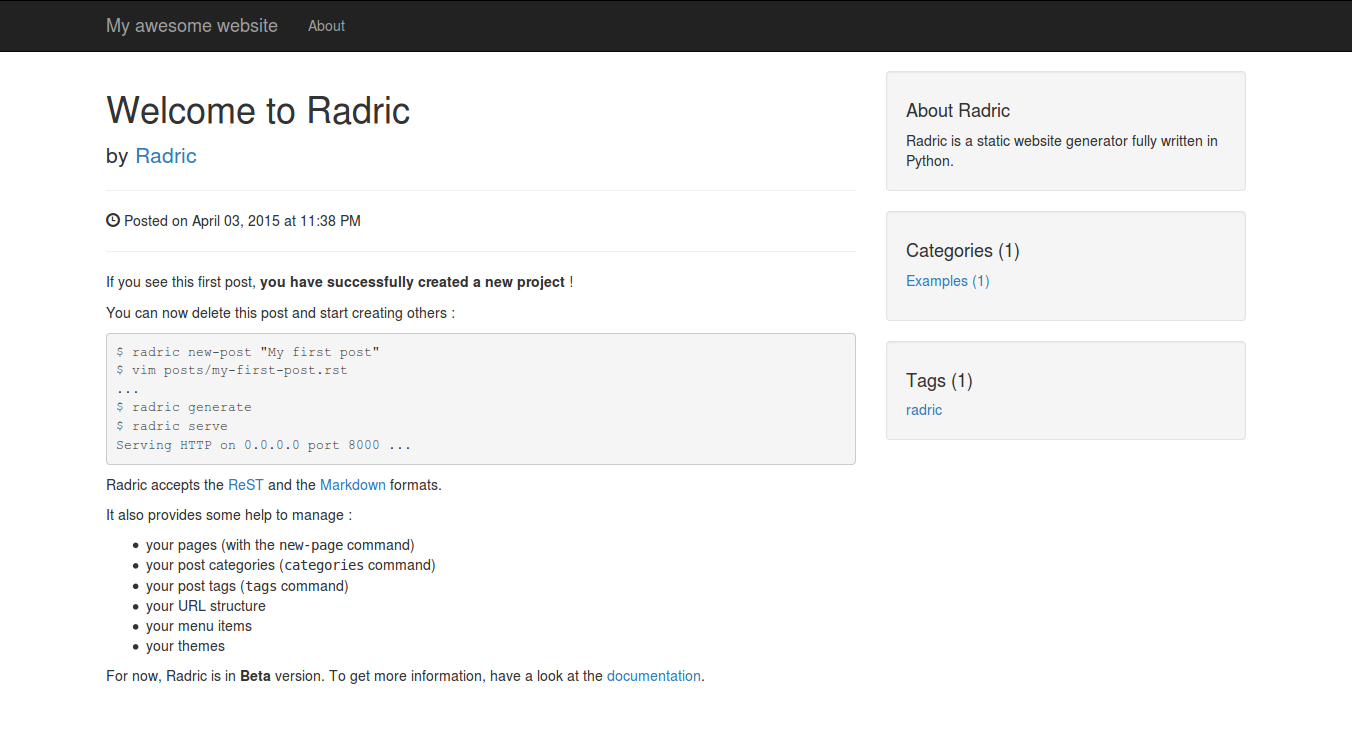 My awesome website About
Welcome to Radric
by Radric
Posted on April 03, 2015 at 11:38 PM
If you see this first post, you have successfully created a new project !
You can now delete this post and start creating others :
$ radric new-post "My first post"
$ vim posts/my-first-post.rst
...
$ radric generate
$ radric serve
Serving HTTP on 0.0.0.0 port 8000 ...
Radric accepts the ReST and the Markdown formats.
It also provides some help to manage :
• your pages (with the new-page command)
• your post categories (categories command)
• your post tags (tags command)
• your URL structure
• your menu items
• your themes
For now, Radric is in Beta version. To get more information, have a look at the documentation.
About Radric
Radric is a static website generator fully written in
Python.
Categories (1)
Examples (1)
Tags (1)
radric